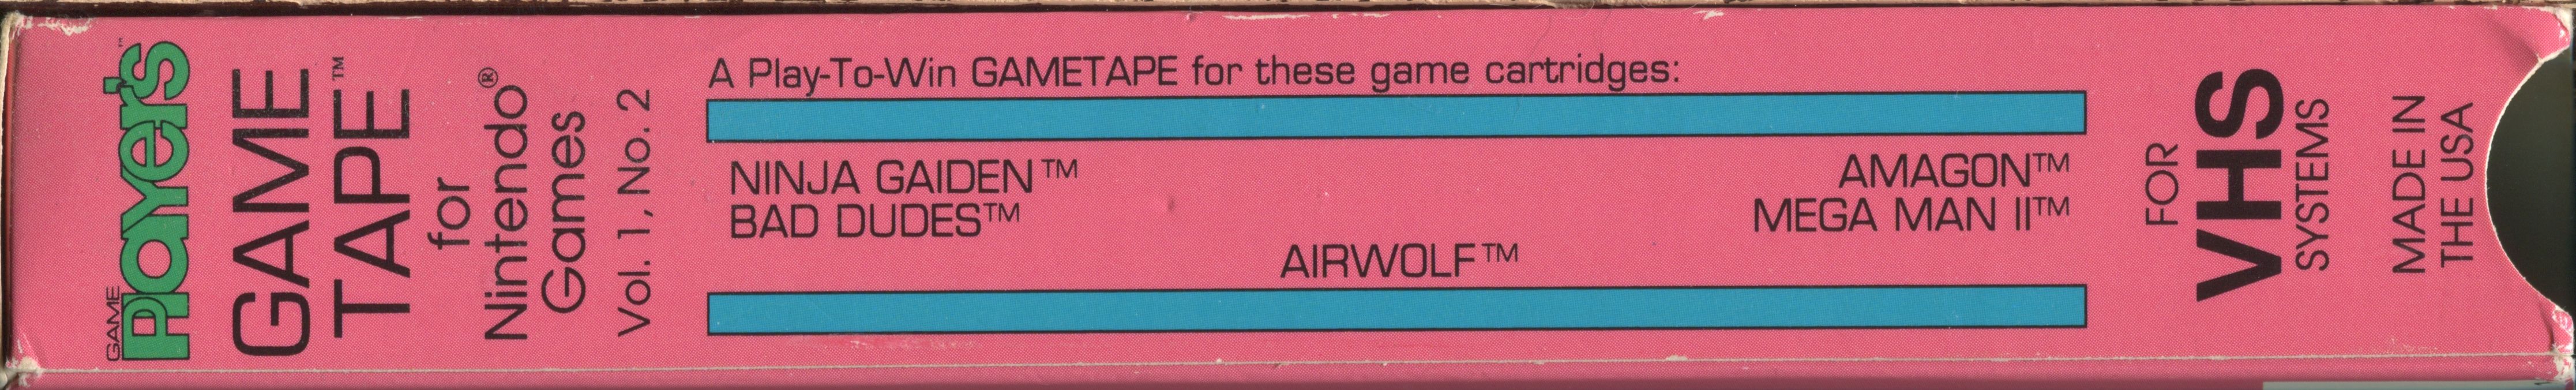 GAME
Player's™
GAME
TAPE™
for
Nintendo®
Games
Vol. 1, No. 2
A Play-To-Win GAMETAPE for these game cartridges:
NINJA GAIDEN™
BAD DUDES™
AIRWOLF™
AMAGON™
MEGA MAN II™
FOR
VHS
SYSTEMS
MADE IN
THE USA